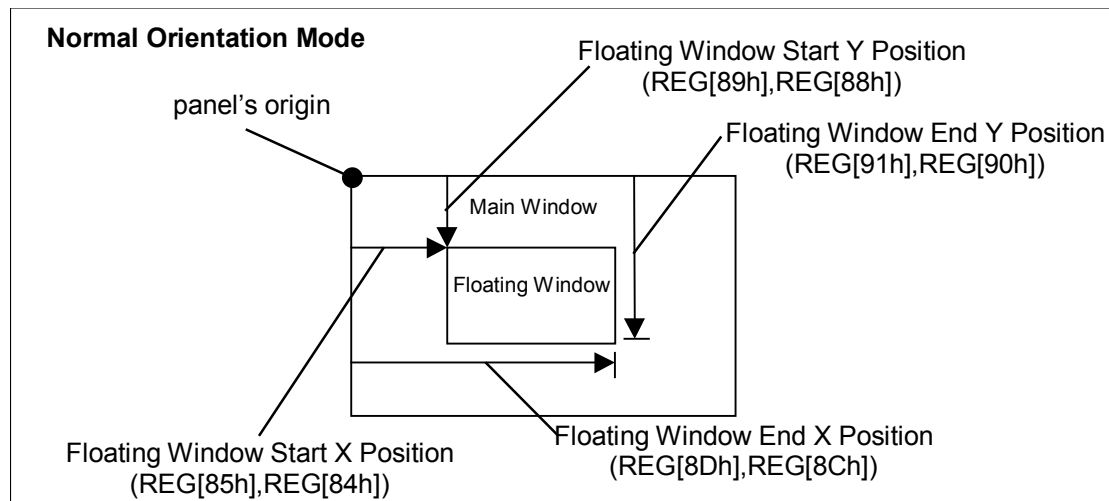 Normal Orientation Mode
Floating Window Start Y Position
(REG[89h],REG[88h])
panel's origin
Floating Window End Y Position
(REG[91h],REG[90h])
Main Window
Floating Window
Floating Window Start X Position
(REG[85h],REG[84h])
Floating Window End X Position
(REG[8Dh],REG[8Ch])